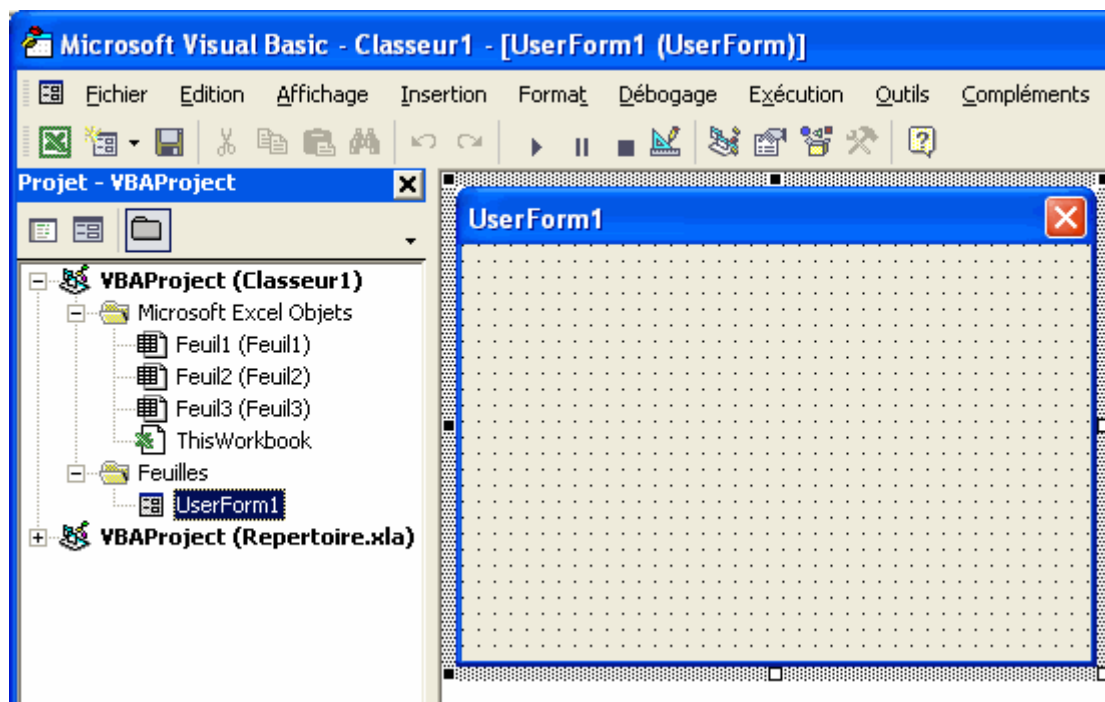 Microsoft Visual Basic - Classeur1 - [UserForm1 (UserForm)]
Fichier Edition Affichage Insertion Format Débogage Exécution Outils Compléments
Projet - VBAProject
UserForm1
VBAProject (Classeur1)
Microsoft Excel Objets
Feuil1 (Feuil1)
Feuil2 (Feuil2)
Feuil3 (Feuil3)
ThisWorkbook
Feuilles
UserForm1
VBAProject (Repertoire.xla)